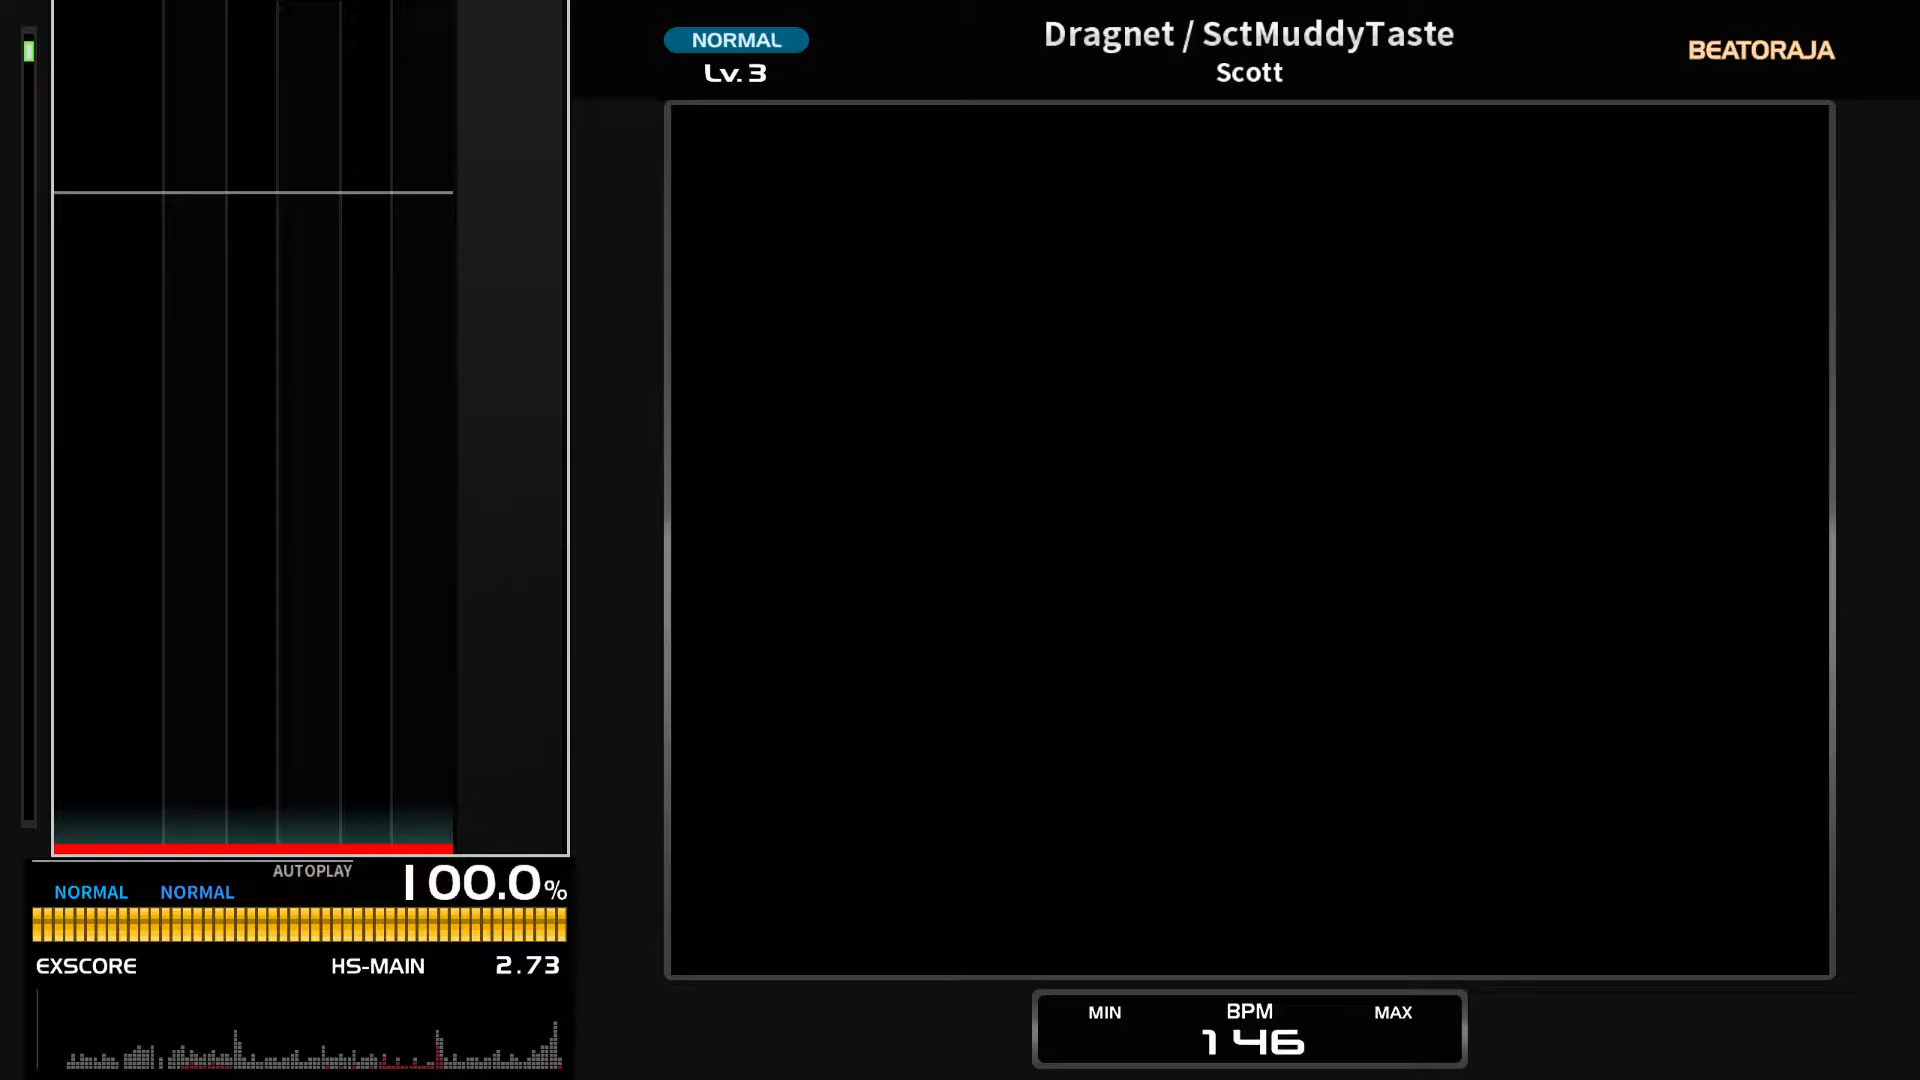 NORMAL
Lv. 3
Dragnet / SctMuddyTaste
Scott
BEATORAJA
AUTOPLAY
NORMAL NORMAL
100.0%
EXSCORE HS-MAIN 2.73
MIN BPM MAX
146